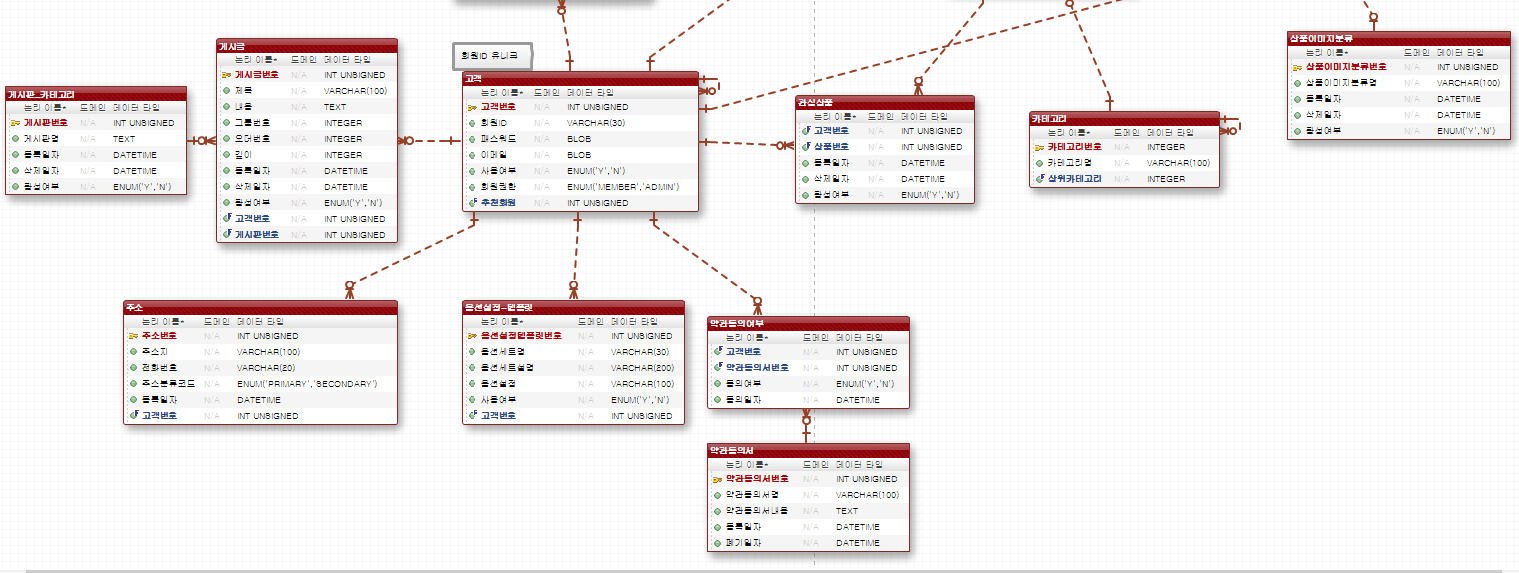 게시판_카테고리
논리 이름* 도메인 데이터 타입
게시판번호 N/A INT UNSIGNED
게시판명 N/A TEXT
등록일자 N/A DATETIME
삭제일자 N/A DATETIME
활성여부 N/A ENUM('Y','N')
게시글
논리 이름* 도메인 데이터 타입
게시글번호 N/A INT UNSIGNED
제목 N/A VARCHAR(100)
내용 N/A TEXT
그룹번호 N/A INTEGER
오더번호 N/A INTEGER
깊이 N/A INTEGER
등록일자 N/A DATETIME
삭제일자 N/A DATETIME
활성여부 N/A ENUM('Y','N')
고객번호 N/A INT UNSIGNED
게시판번호 N/A INT UNSIGNED
회원ID 유니크
고객
논리 이름* 도메인 데이터 타입
고객번호 N/A INT UNSIGNED
회원ID N/A VARCHAR(30)
패스워드 N/A BLOB
이메일 N/A BLOB
사용여부 N/A ENUM('Y','N')
회원권한 N/A ENUM('MEMBER','ADMIN')
추천회원 N/A INT UNSIGNED
관심상품
논리 이름* 도메인 데이터 타입
고객번호 N/A INT UNSIGNED
상품번호 N/A INT UNSIGNED
등록일자 N/A DATETIME
삭제일자 N/A DATETIME
활성여부 N/A ENUM('Y','N')
카테고리
논리 이름* 도메인 데이터 타입
카테고리번호 N/A INTEGER
카테고리명 N/A VARCHAR(100)
상위카테고리 N/A INTEGER
상품이미지분류
논리 이름* 도메인 데이터 타입
상품이미지분류번호 N/A INT UNSIGNED
상품이미지분류명 N/A VARCHAR(100)
등록일자 N/A DATETIME
삭제일자 N/A DATETIME
활성여부 N/A ENUM('Y','N')
주소
논리 이름* 도메인 데이터 타입
주소번호 N/A INT UNSIGNED
주소지 N/A VARCHAR(100)
전화번호 N/A VARCHAR(20)
주소분류코드 N/A ENUM('PRIMARY','SECONDARY')
등록일자 N/A DATETIME
고객번호 N/A INT UNSIGNED
옵션설정_템플릿
논리 이름* 도메인 데이터 타입
옵션설정템플릿번호 N/A INT UNSIGNED
옵션세트명 N/A VARCHAR(30)
옵션세트설명 N/A VARCHAR(200)
옵션설정 N/A VARCHAR(100)
사용여부 N/A ENUM('Y','N')
고객번호 N/A INT UNSIGNED
약관동의여부
논리 이름* 도메인 데이터 타입
고객번호 N/A INT UNSIGNED
약관동의서번호 N/A INT UNSIGNED
동의여부 N/A ENUM('Y','N')
동의일자 N/A DATETIME
약관동의서
논리 이름* 도메인 데이터 타입
약관동의서번호 N/A INT UNSIGNED
약관동의서명 N/A VARCHAR(100)
약관동의서내용 N/A TEXT
등록일자 N/A DATETIME
폐기일자 N/A DATETIME